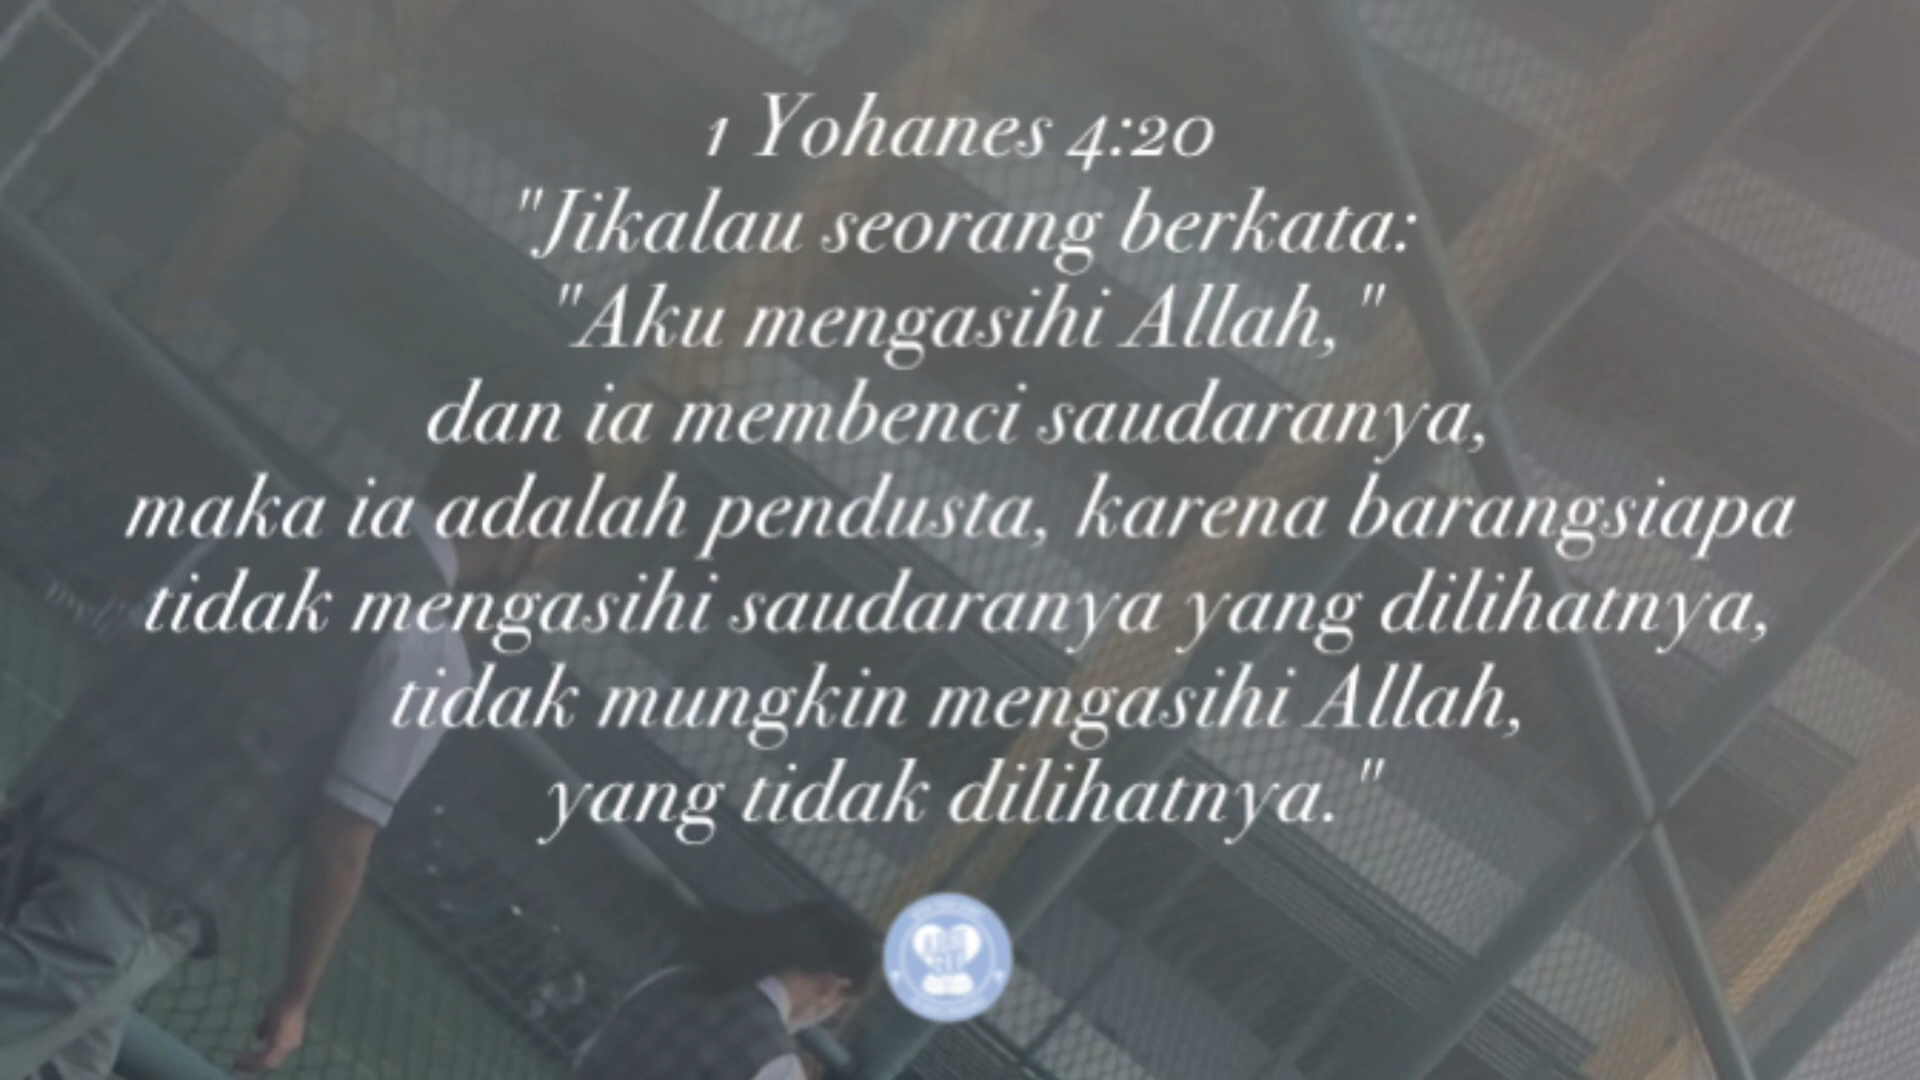 1 Yohanes 4:20
"Jikalau seorang berkata:
"Aku mengasihi Allah, "
dan ia membenci saudaranya,
maka ia adalah pendusta, karena barangsiapa
tidak mengasihi saudaranya yang dilihatnya,
tidak mungkin mengasihi Allah,
yang tidak dilihatnya. "